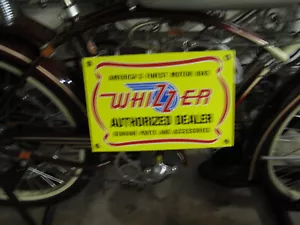 AMERICA'S FINEST MOTOR BIKE
WHIZZER
AUTHORIZED DEALER
GENUINE PARTS AND ACCESSORIES